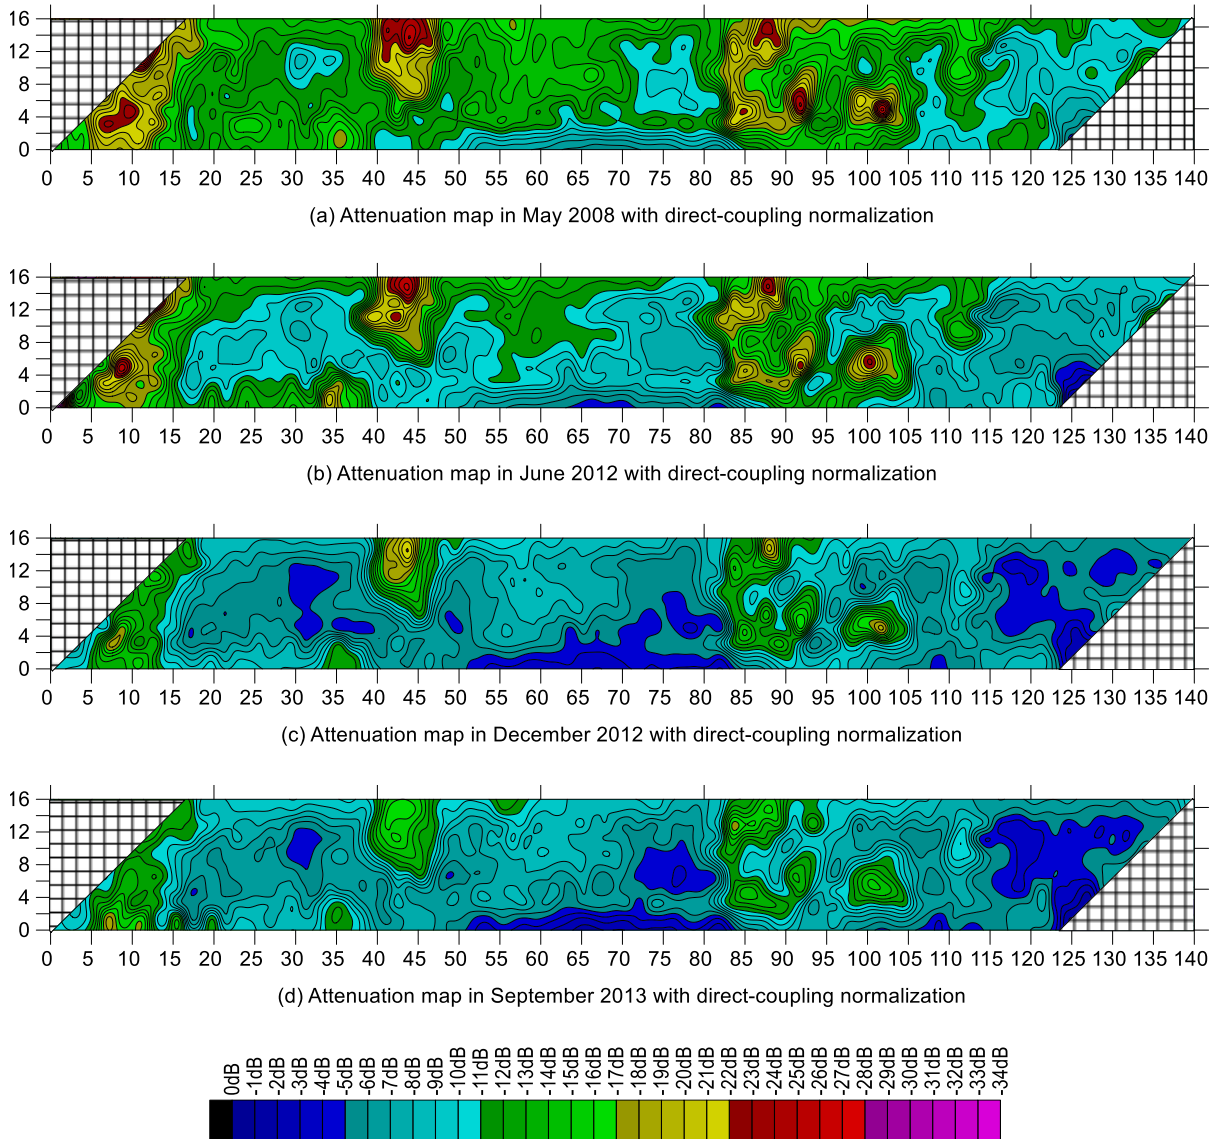 16
12
8
4
0
0 5 10 15 20 25 30 35 40 45 50 55 60 65 70 75 80 85 90 95 100 105 110 115 120 125 130 135 140
(a) Attenuation map in May 2008 with direct-coupling normalization
16
12
8
4
0
0 5 10 15 20 25 30 35 40 45 50 55 60 65 70 75 80 85 90 95 100 105 110 115 120 125 130 135 140
(b) Attenuation map in June 2012 with direct-coupling normalization
16
12
8
4
0
0 5 10 15 20 25 30 35 40 45 50 55 60 65 70 75 80 85 90 95 100 105 110 115 120 125 130 135 140
(c) Attenuation map in December 2012 with direct-coupling normalization
16
12
8
4
0
0 5 10 15 20 25 30 35 40 45 50 55 60 65 70 75 80 85 90 95 100 105 110 115 120 125 130 135 140
(d) Attenuation map in September 2013 with direct-coupling normalization
0dB -1dB -2dB -3dB -4dB -5dB -6dB -7dB -8dB -9dB -10dB -11dB -12dB -13dB -14dB -15dB -16dB -17dB -18dB -19dB -20dB -21dB -22dB -23dB -24dB -25dB -26dB -27dB -28dB -29dB -30dB -31dB -32dB -33dB -34dB